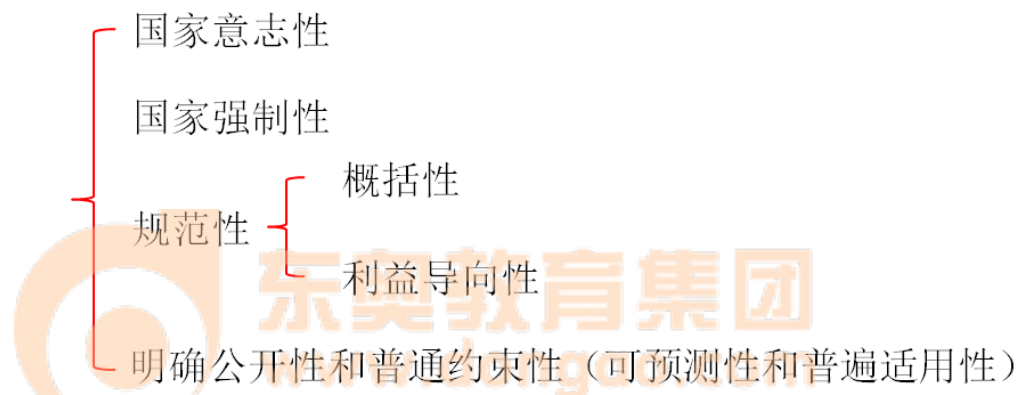 国家意志性
国家强制性
概括性
规范性
利益导向性
东奥教育集团
明确公开性和普通约束性（可预测性和普遍适用性）